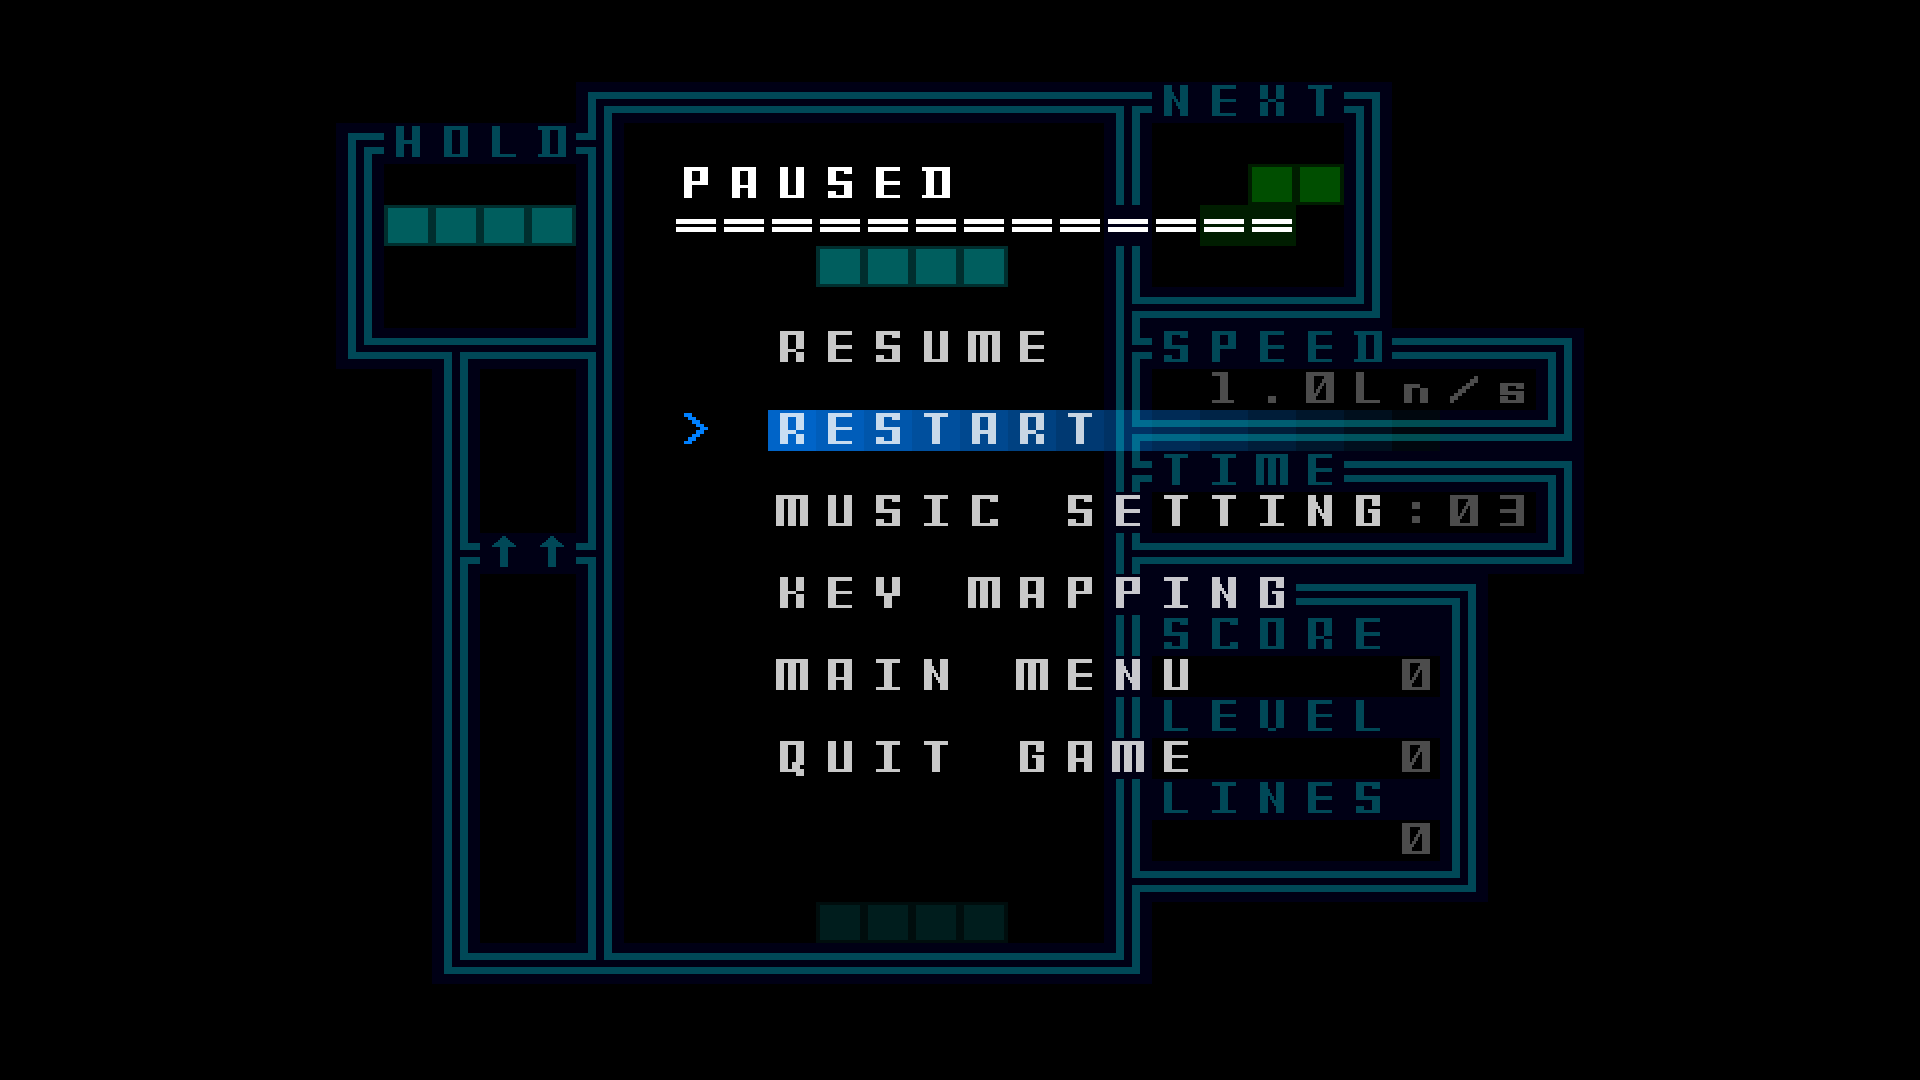 NEXT
HOLD
PAUSED
=============
RESUME
SPEED
1.0Ln/s
> RESTART
TIME
MUSIC SETTING:03
KEY MAPPING
↑↑
SCORE
MAIN MENU 0
LEVEL
QUIT GAME 0
LINES
0